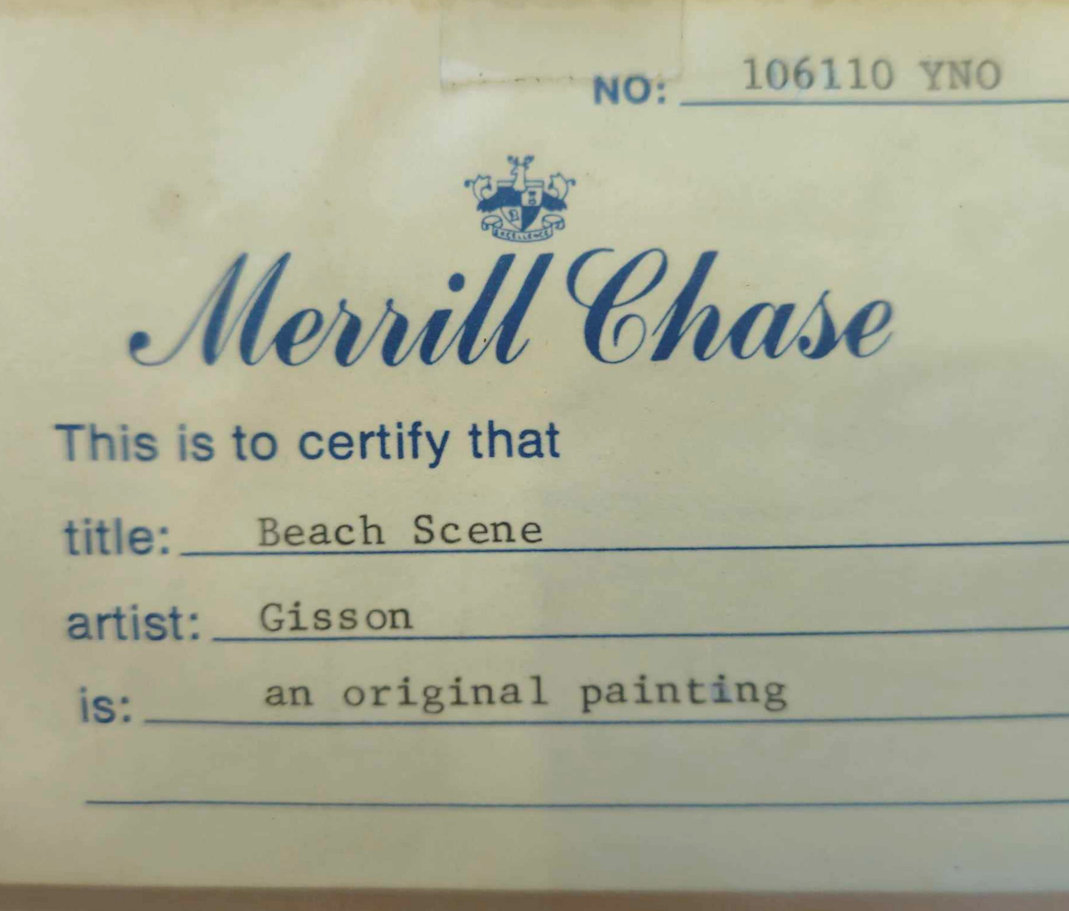 NO: 106110 YNO
EXCELLENCE
Merrill Chase
This is to certify that
title: Beach Scene
artist: Gisson
is: an original painting